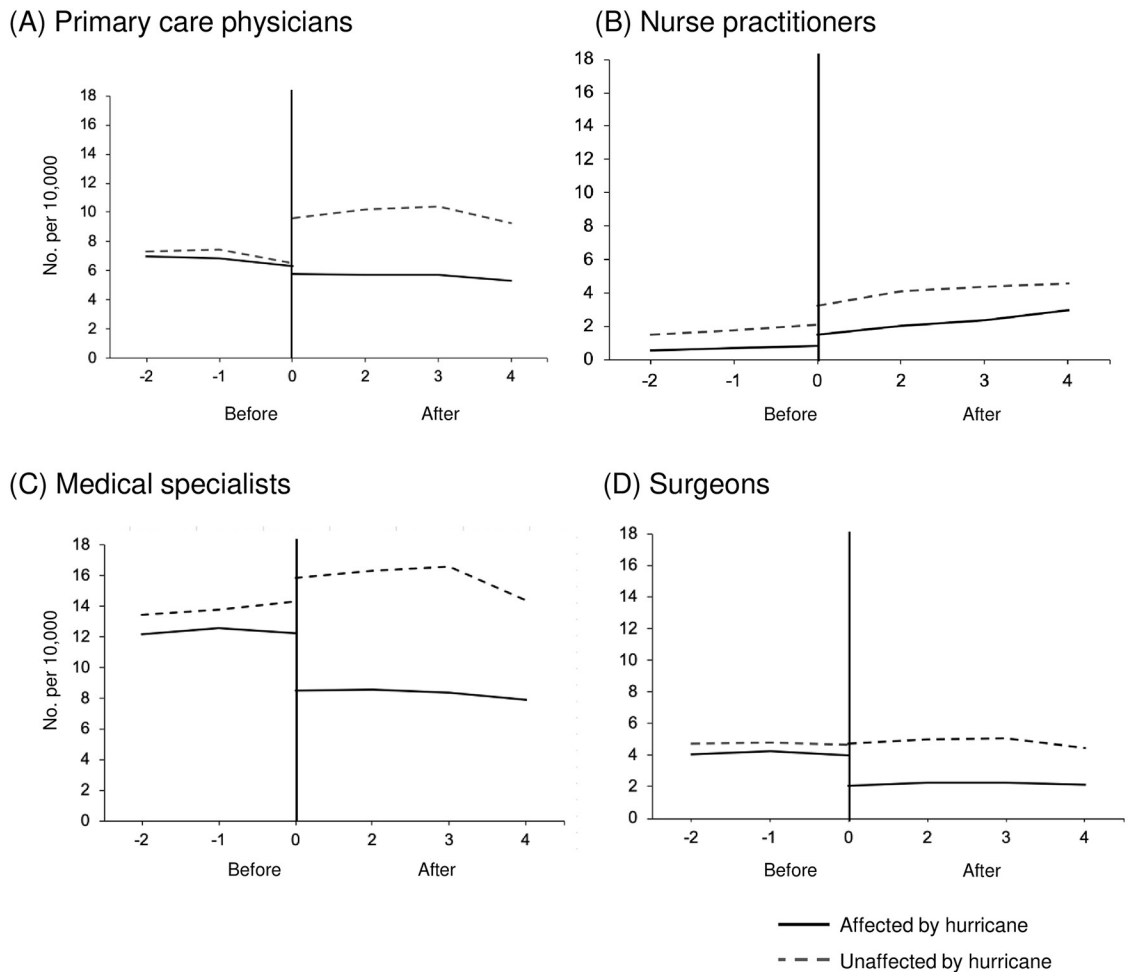 (A) Primary care physicians
No. per 10,000
18
16
14
12
10
8
6
4
2
0
-2 -1 0 2 3 4
Before After
(B) Nurse practitioners
18
16
14
12
10
8
6
4
2
0
-2 -1 0 2 3 4
Before After
(C) Medical specialists
No. per 10,000
18
16
14
12
10
8
6
4
2
0
-2 -1 0 2 3 4
Before After
(D) Surgeons
18
16
14
12
10
8
6
4
2
0
-2 -1 0 2 3 4
Before After
Affected by hurricane
Unaffected by hurricane